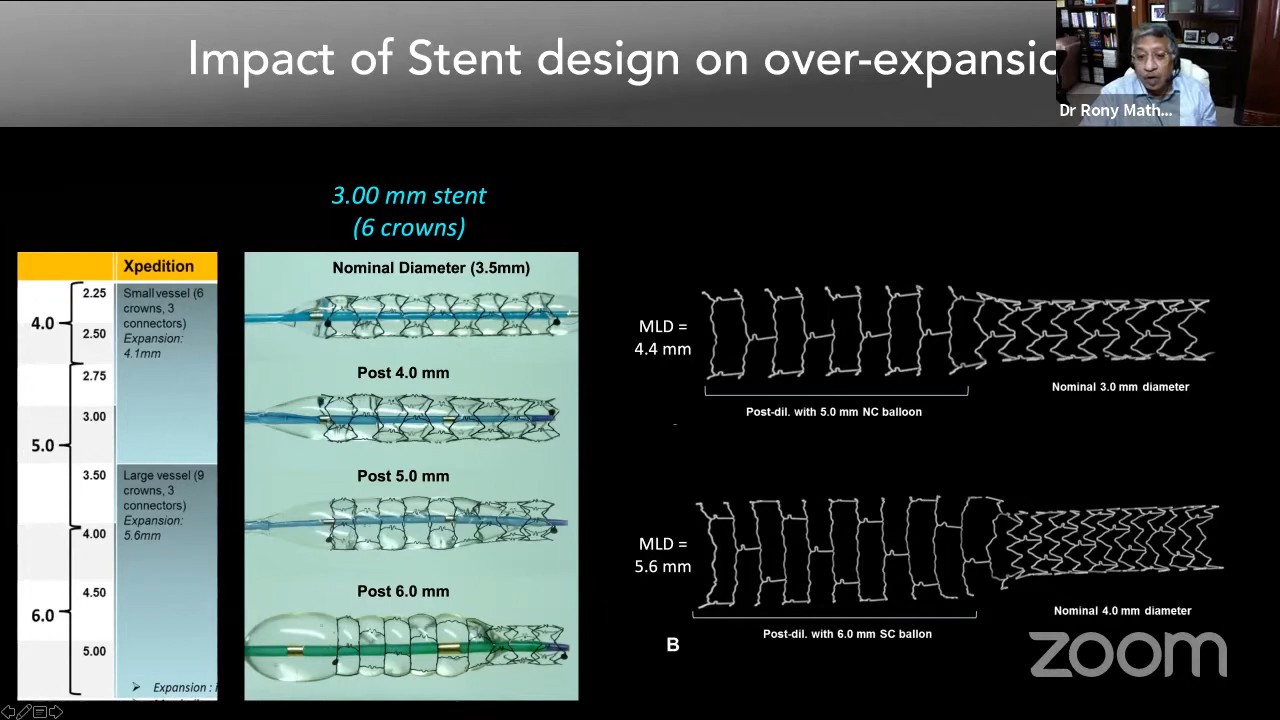 Impact of Stent design on over-expansio
Dr Rony Math...
3.00 mm stent
(6 crowns)
Xpedition
2.25
2.50
2.75
3.00
3.50
4.00
4.50
5.00
4.0
5.0
6.0
Small vessel (6
crowns, 3
connectors)
Expansion:
4.1mm
Large vessel (9
crowns, 3
connectors)
Expansion:
5.6mm
Expansion :
Nominal Diameter (3.5mm)
Post 4.0 mm
Post 5.0 mm
Post 6.0 mm
MLD =
4.4 mm
Nominal 3.0 mm diameter
Post-dil. with 5.0 mm NC balloon
MLD =
5.6 mm
Nominal 4.0 mm diameter
Post-dil. with 6.0 mm SC ballon
B
zoom